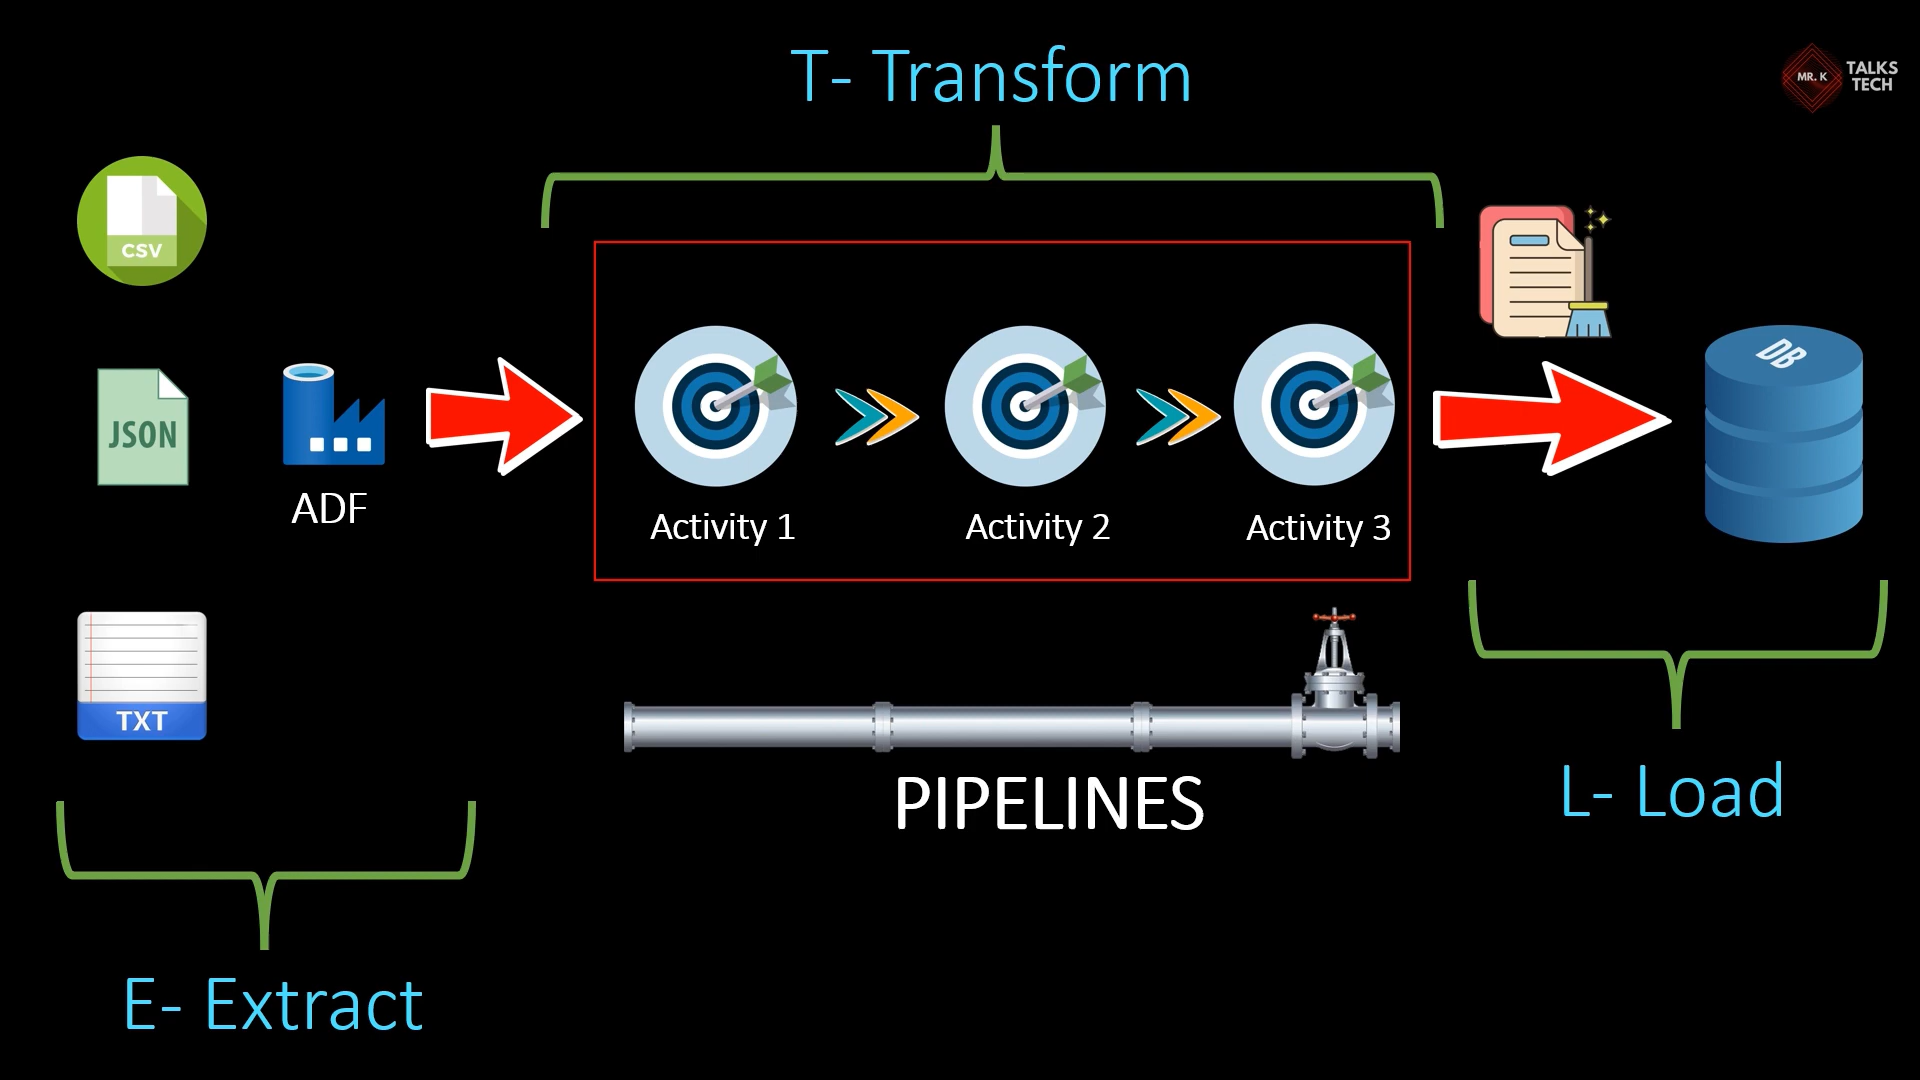 T- Transform
MR. K
TALKS
TECH
CSV
JSON
ADF
TXT
Activity 1
Activity 2
Activity 3
DB
PIPELINES
L- Load
E- Extract